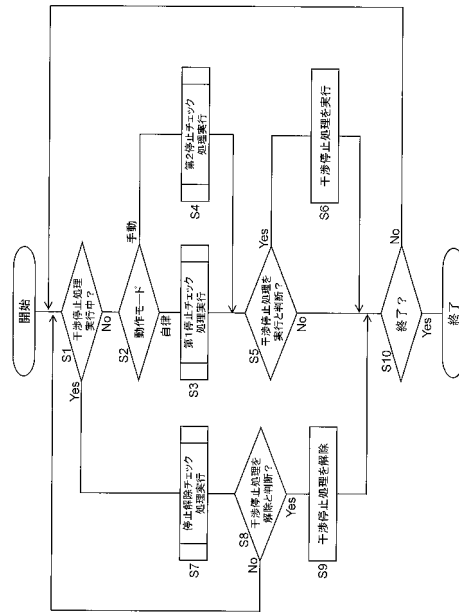 開始
S1
干渉停止処理
実行中?
Yes
No
S2
動作モード
手動
自律
S3
第1停止チェック
処理実行
S4
第2停止チェック
処理実行
S5
干渉停止処理を
実行と判断?
Yes
No
S6
干渉停止処理を実行
S7
停止解除チェック
処理実行
S8
干渉停止処理を
解除と判断?
No
Yes
S9
干渉停止処理を解除
S10
終了?
No
Yes
終了